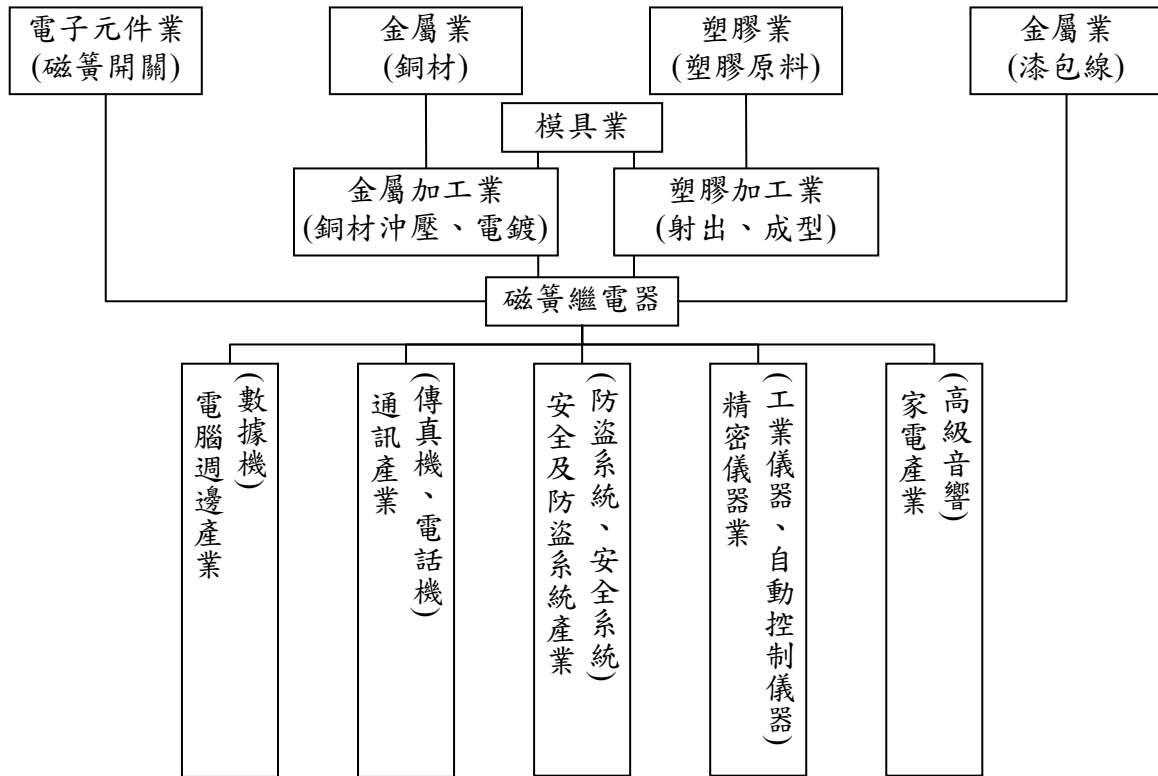 電子元件業
(磁簧開關)
金屬業
(銅材)
塑膠業
(塑膠原料)
金屬業
(漆包線)
模具業
金屬加工業
(銅材沖壓、電鍍)
塑膠加工業
(射出、成型)
磁簧繼電器
(數據機)
電腦週邊產業
(傳真機、電話機)
通訊產業
(防盜系統、安全系統)
安全及防盜系統產業
(工業儀器、自動控制儀器)
精密儀器業
(高級音響)
家電產業